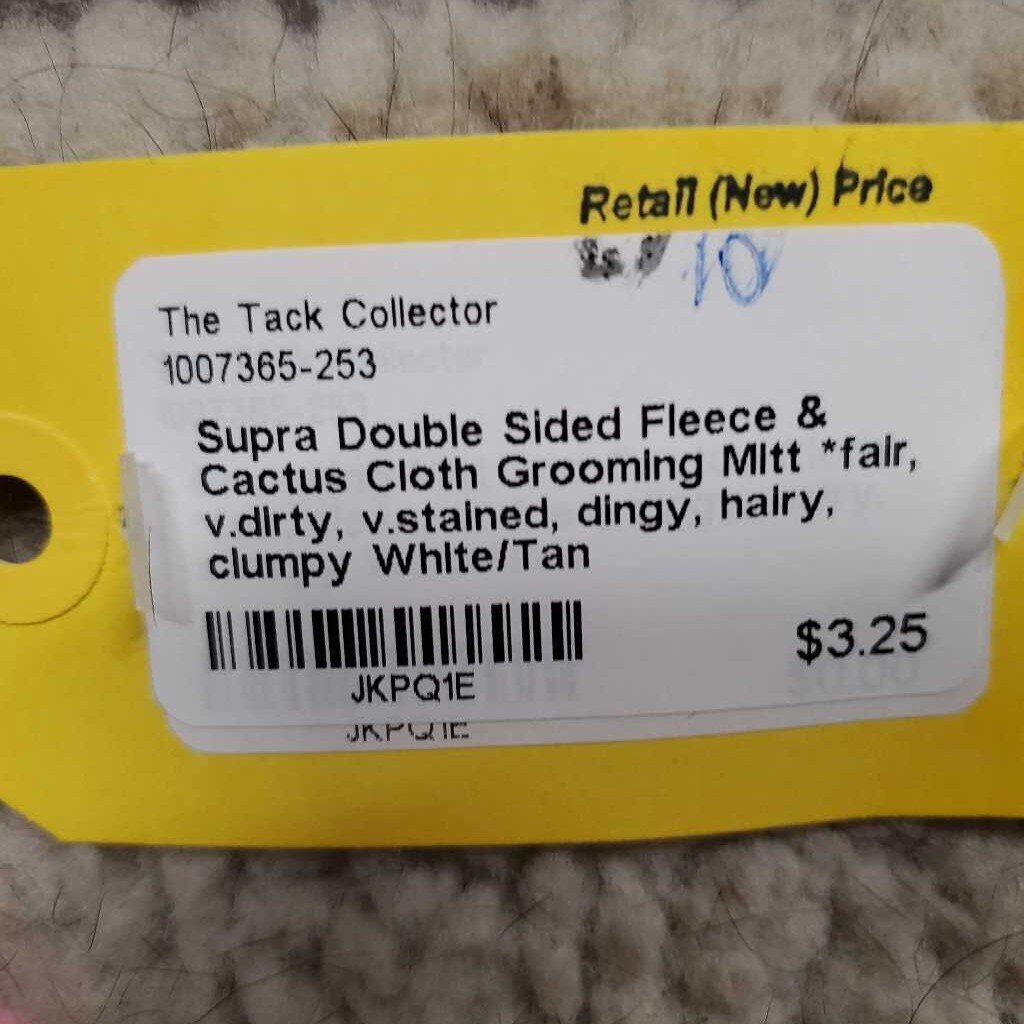 Retail (New) Price
10
The Tack Collector
1007365-253
Supra Double Sided Fleece &
Cactus Cloth Grooming Mitt *fair,
v.dirty, v.stained, dingy, hairy,
clumpy White/Tan
$3.25
JKPQ1E
JKPQ1E